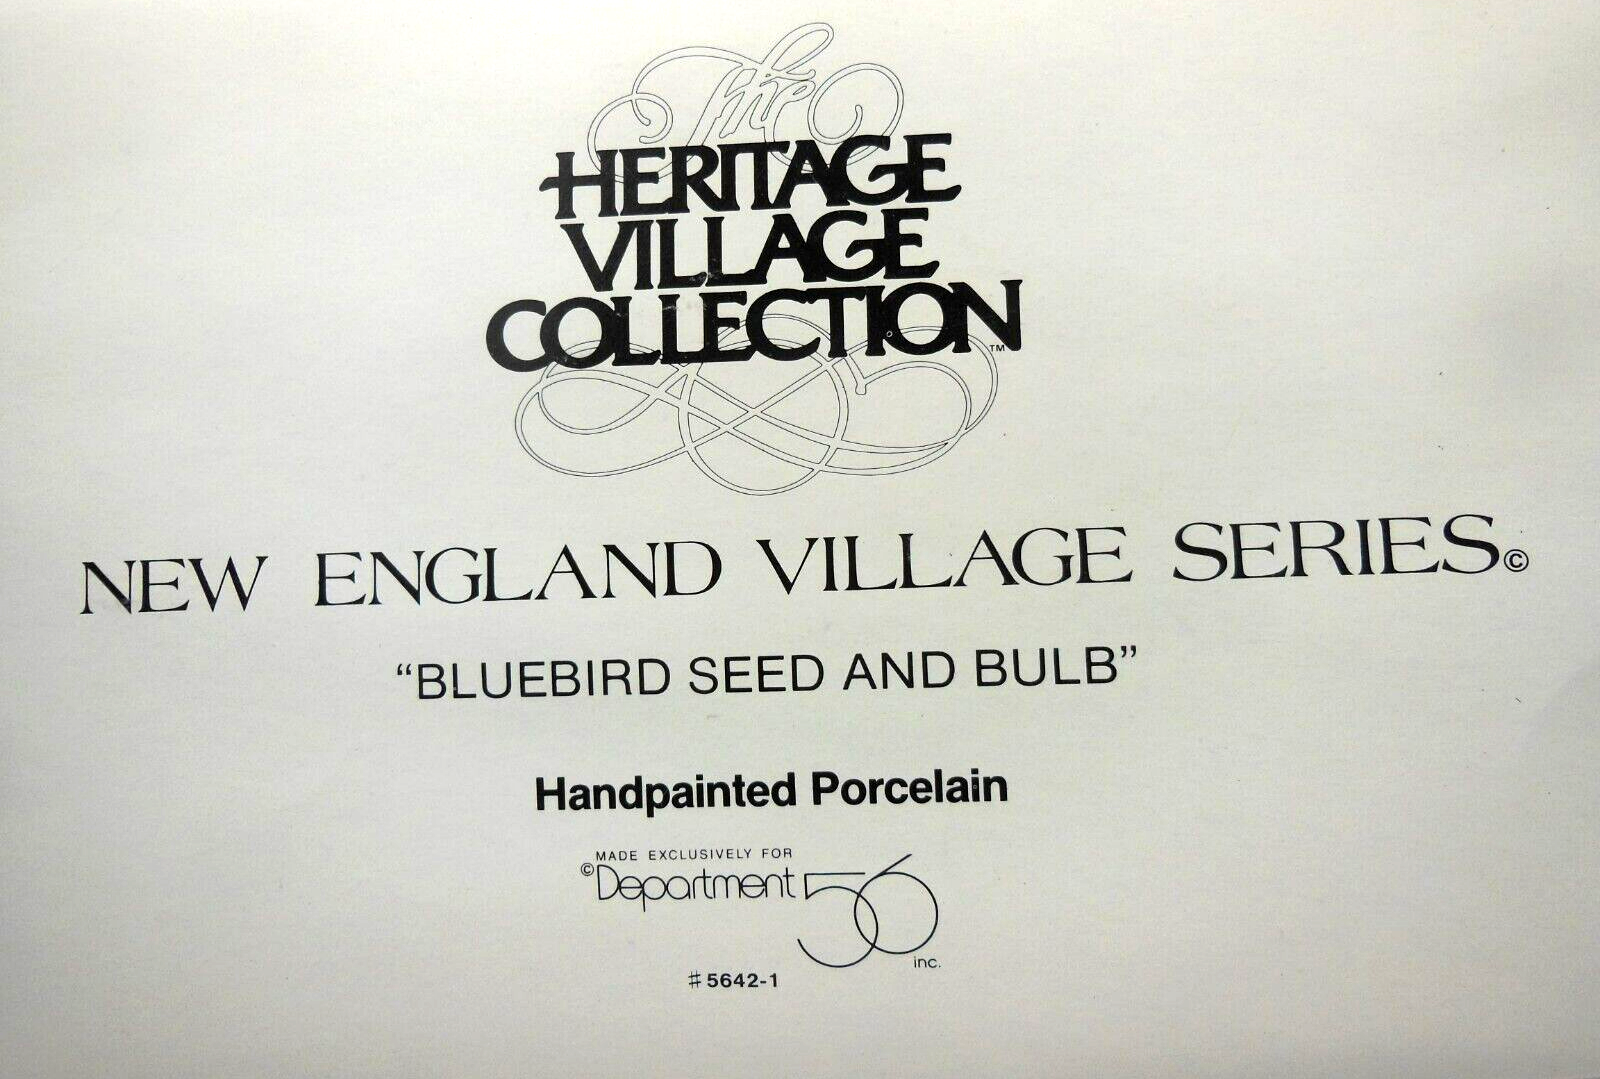 The
HERITAGE
VILLAGE
COLLECTION™
NEW ENGLAND VILLAGE SERIES©
“BLUEBIRD SEED AND BULB”
Handpainted Porcelain
MADE EXCLUSIVELY FOR
©Department 56 inc.
#5642-1